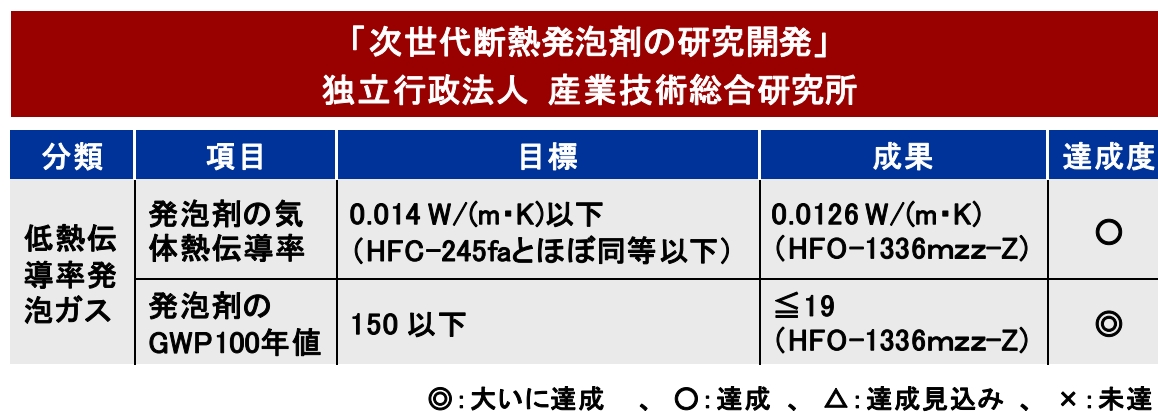 「次世代断熱発泡剤の研究開発」
独立行政法人 産業技術総合研究所
分類 項目 目標 成果 達成度
低熱伝
導率発
泡ガス
発泡剤の気
体熱伝導率
0.014 W/(m・K)以下
(HFC-245faとほぼ同等以下)
0.0126 W/(m・K)
(HFO-1336mzz-Z)
○
発泡剤の
GWP100年値
150 以下
≦19
(HFO-1336mzz-Z)
◎
◎:大いに達成 、 ○:達成 、 △:達成見込み 、 ×:未達